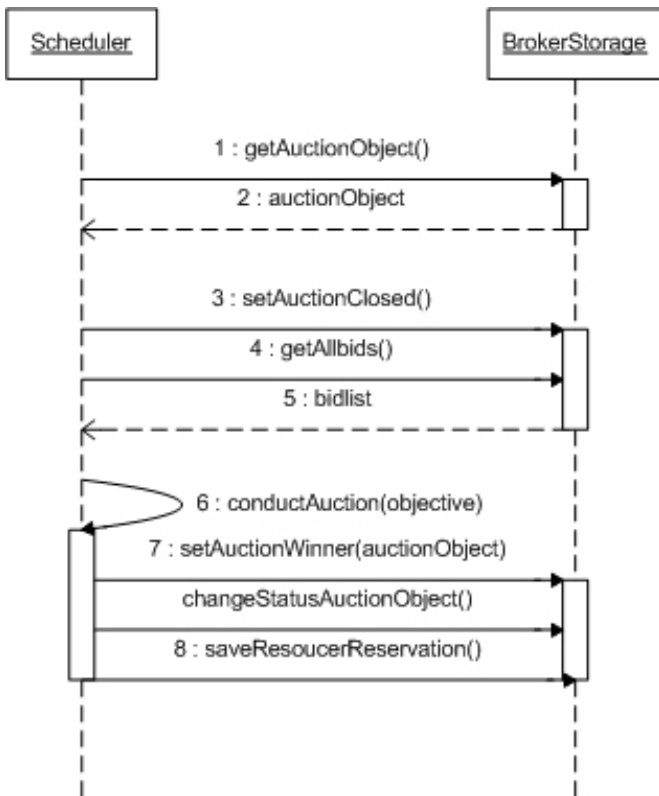 Scheduler
BrokerStorage
1 : getAuctionObject()
2 : auctionObject
3 : setAuctionClosed()
4 : getAllbids()
5 : bidlist
6 : conductAuction(objective)
7 : setAuctionWinner(auctionObject)
changeStatusAuctionObject()
8 : saveResoucerReservation()